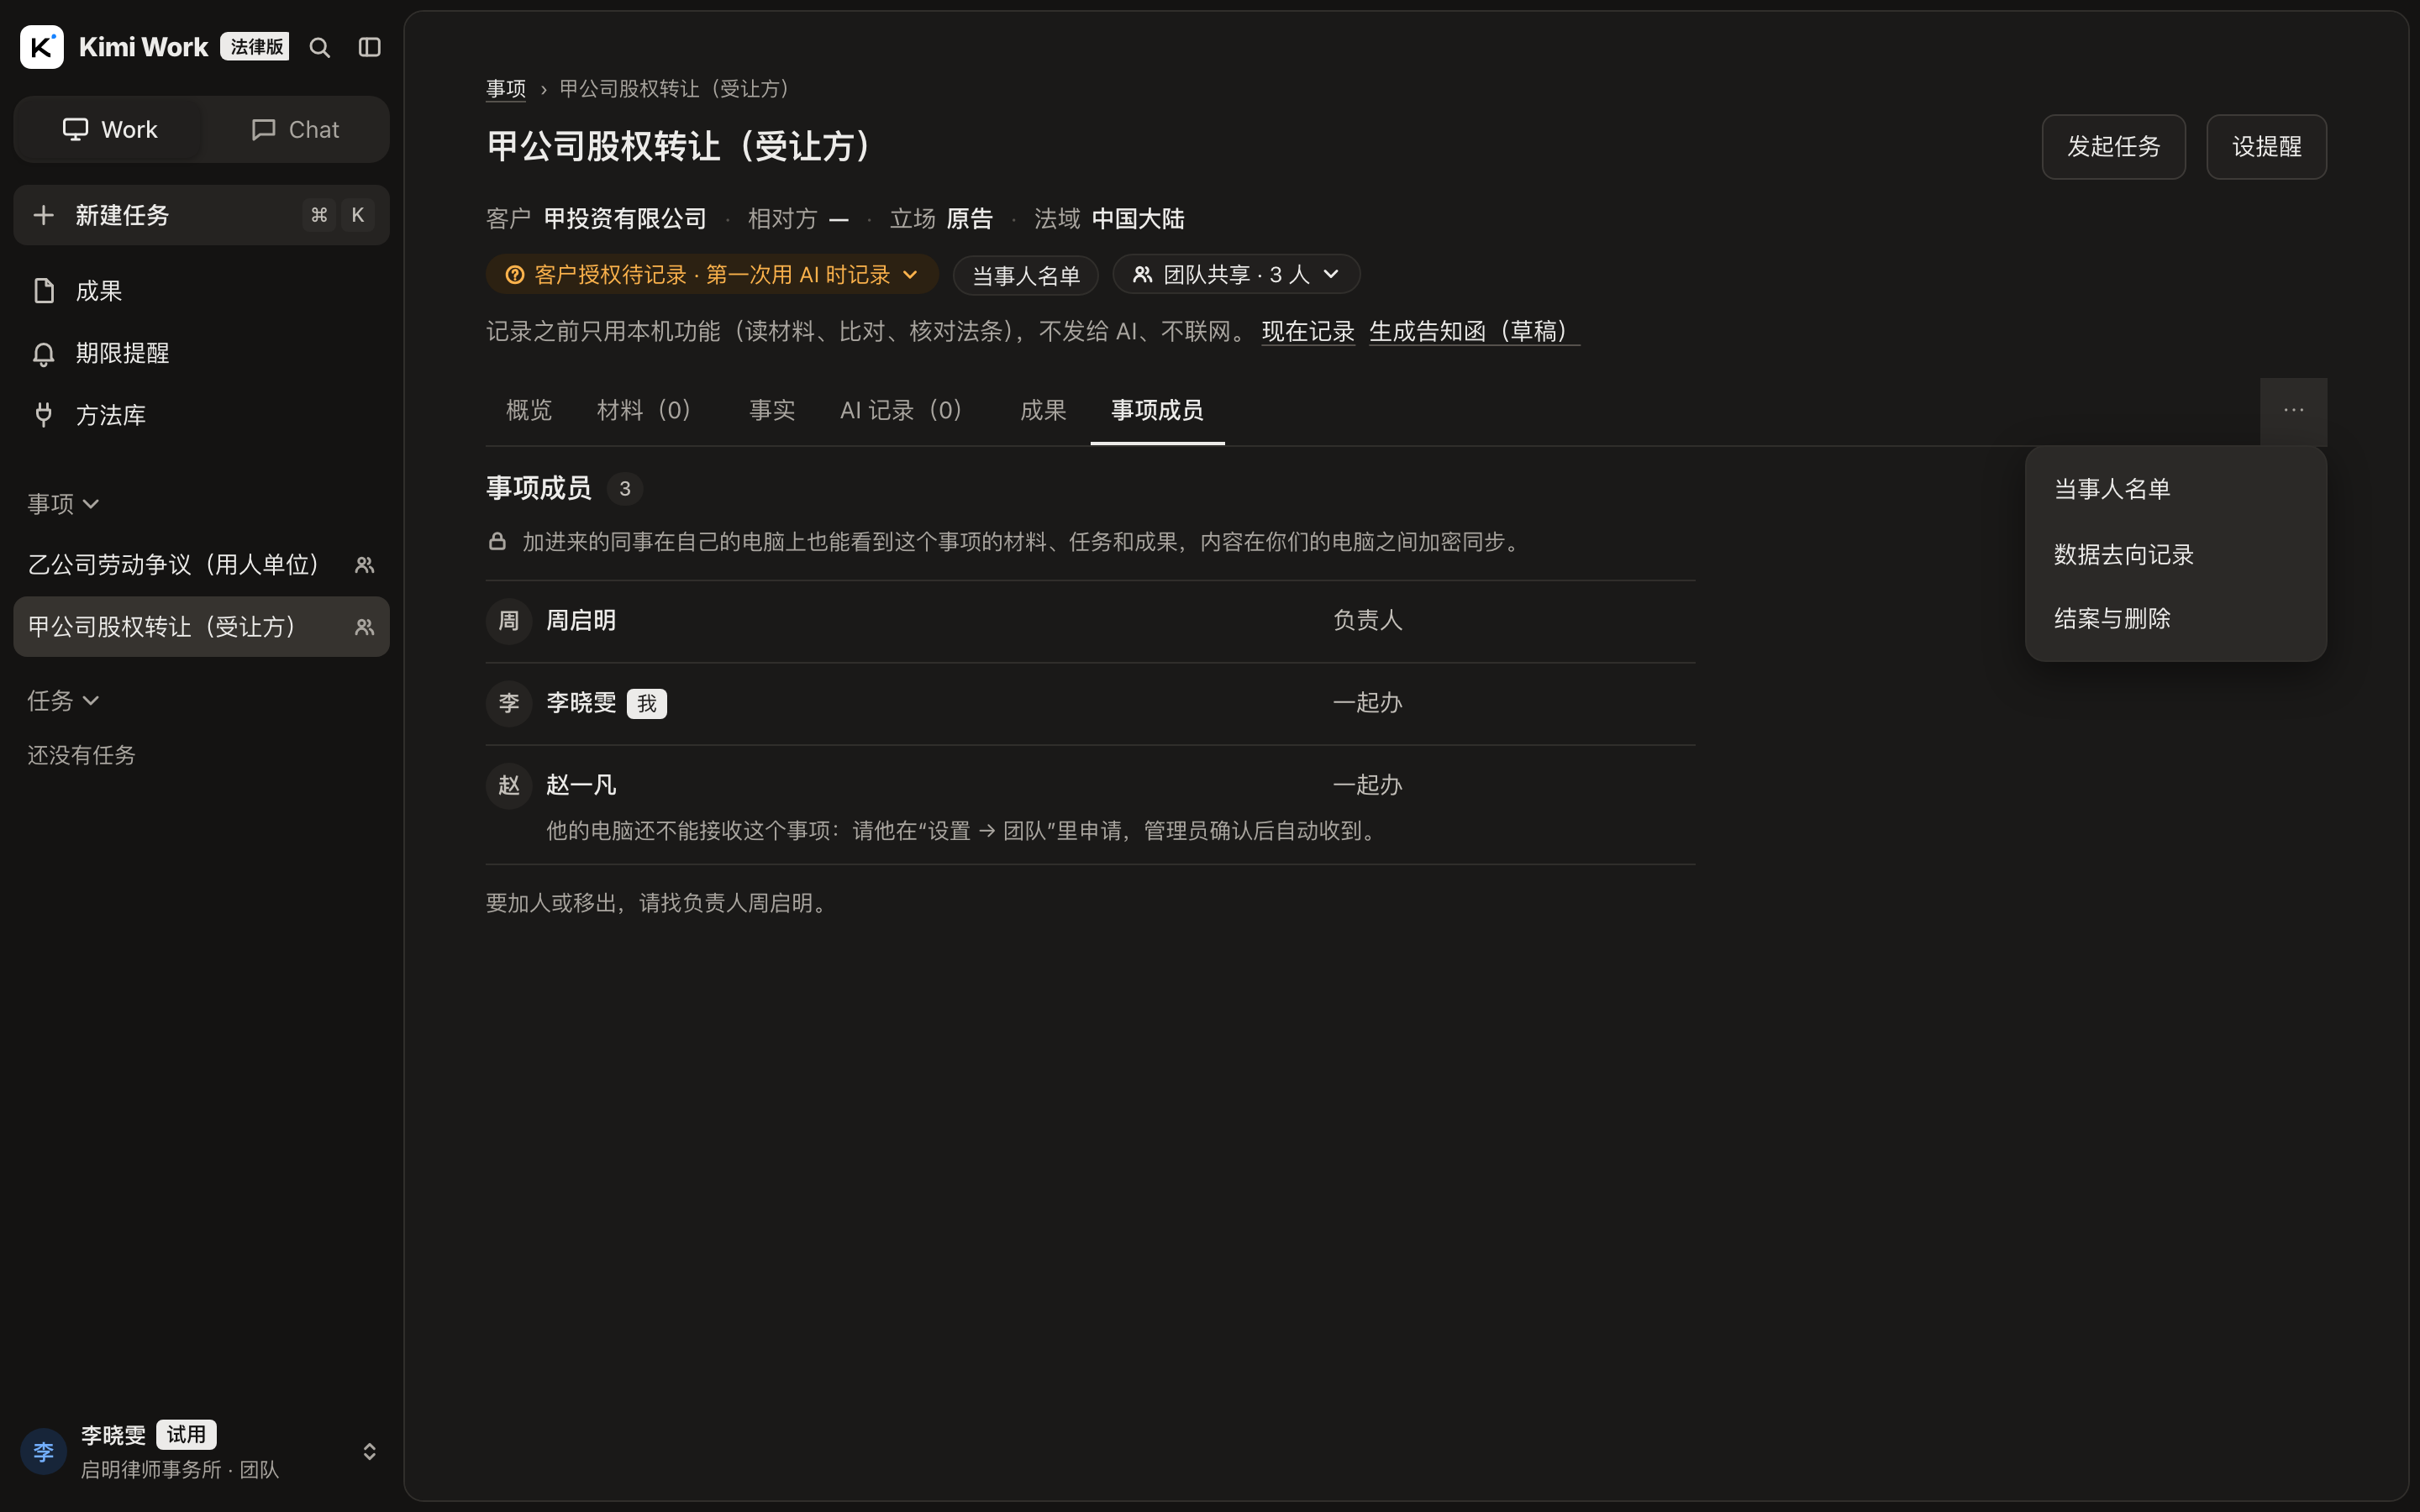 Kimi Work 法律版
Work Chat
新建任务 ⌘ K
成果
期限提醒
方法库
事项
乙公司劳动争议（用人单位）
甲公司股权转让（受让方）
任务
还没有任务
李 李晓雯 试用
启明律师事务所 · 团队
事项 › 甲公司股权转让（受让方）
甲公司股权转让（受让方）
发起任务 设提醒
客户 甲投资有限公司 · 相对方 — · 立场 原告 · 法域 中国大陆
客户授权待记录 · 第一次用 AI 时记录 当事人名单 团队共享 · 3 人
记录之前只用本机功能（读材料、比对、核对法条），不发给 AI、不联网。 现在记录 生成告知函（草稿）
概览 材料（0） 事实 AI 记录（0） 成果 事项成员 ···
当事人名单
数据去向记录
结案与删除
事项成员 3
加进来的同事在自己的电脑上也能看到这个事项的材料、任务和成果，内容在你们的电脑之间加密同步。
周 周启明 负责人
李 李晓雯 我 一起办
赵 赵一凡 一起办
他的电脑还不能接收这个事项：请他在“设置 → 团队”里申请，管理员确认后自动收到。
要加人或移出，请找负责人周启明。